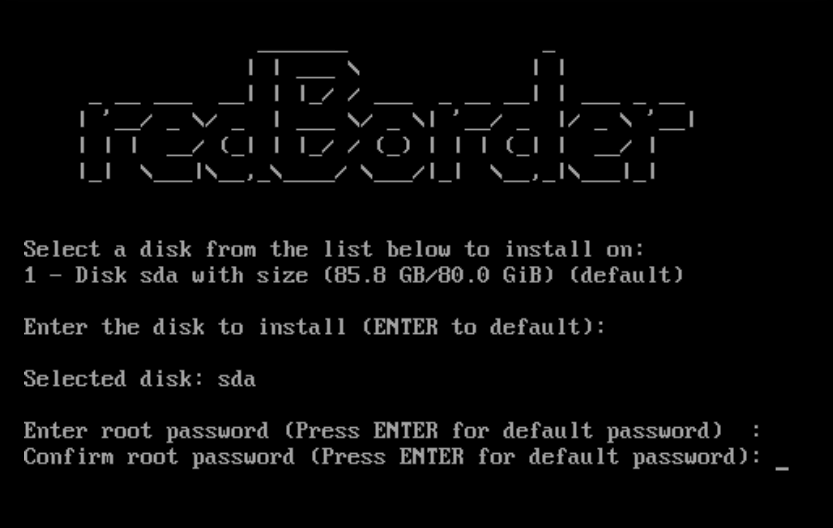 redBorder
Select a disk from the list below to install on:
1 - Disk sda with size (85.8 GB/80.0 GiB) (default)
Enter the disk to install (ENTER to default):
Selected disk: sda
Enter root password (Press ENTER for default password)  :
Confirm root password (Press ENTER for default password): _